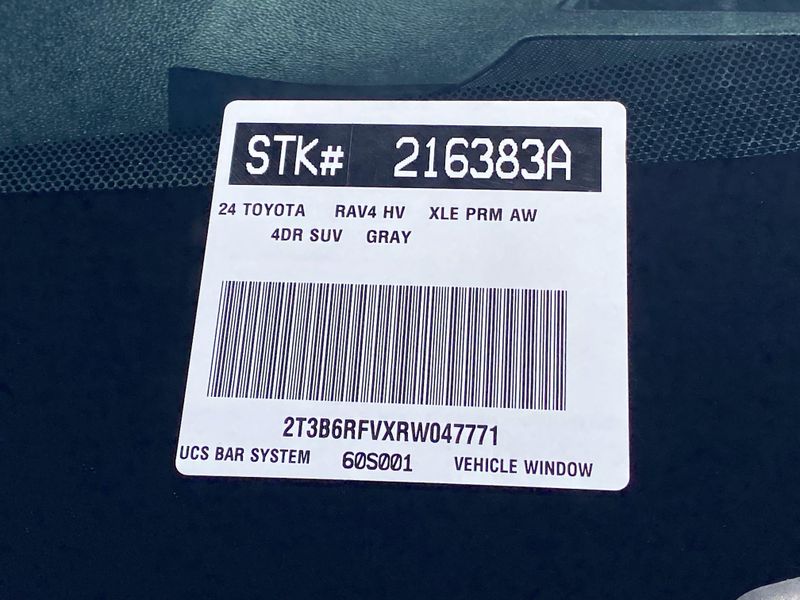 STK# 216383A
24 TOYOTA RAV4 HV XLE PRM AW
4DR SUV GRAY
2T3B6RFVXRW047771
UCS BAR SYSTEM 60S001 VEHICLE WINDOW